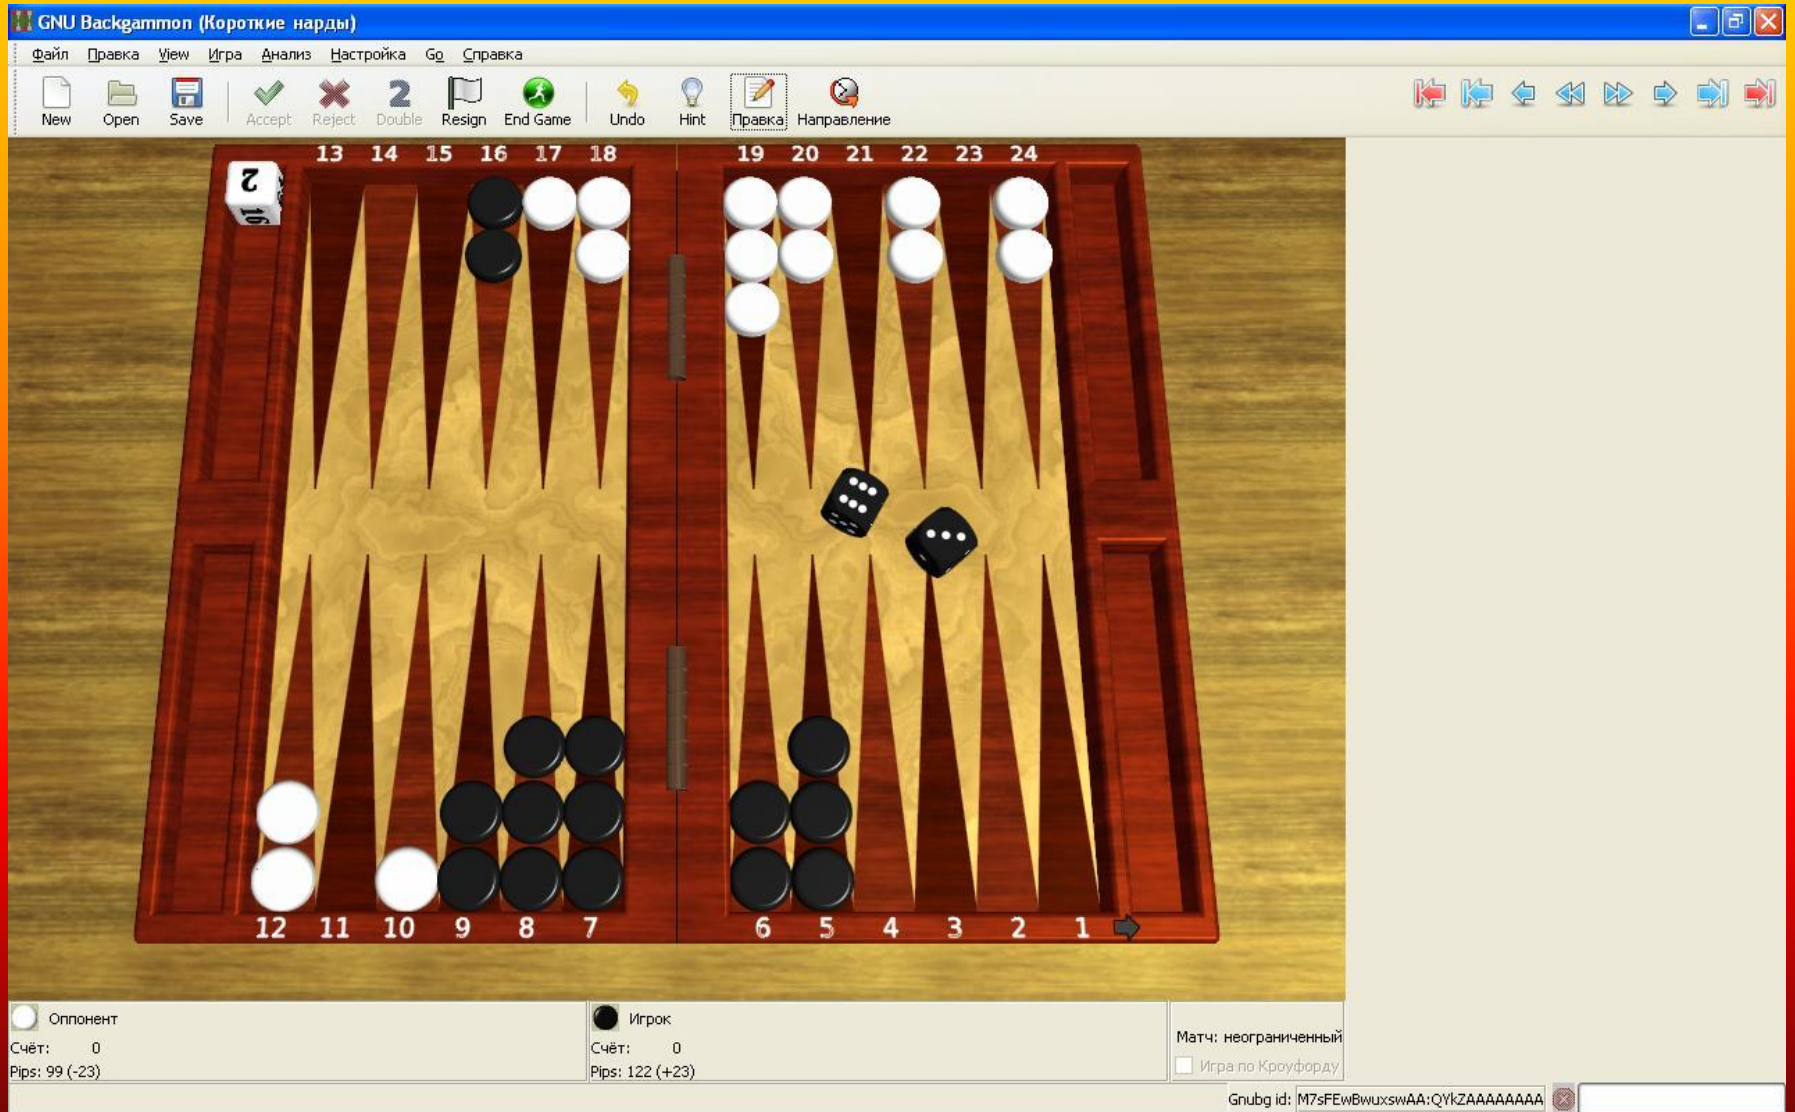 GNU Backgammon (Короткие нарды)
Файл Правка View Игра Анализ Настройка Go Справка
2
New Open Save Accept Reject Double Resign End Game Undo Hint Правка Направление
13 14 15 16 17 18 19 20 21 22 23 24
2
16
12 11 10 9 8 7 6 5 4 3 2 1
Оппонент
Счёт: 0
Pips: 99 (-23)
Игрок
Счёт: 0
Pips: 122 (+23)
Матч: неограниченный
Игра по Кроуфорду
Gnubg id: M7sFEwBwuxswAA:QYkZAAAAAAAA